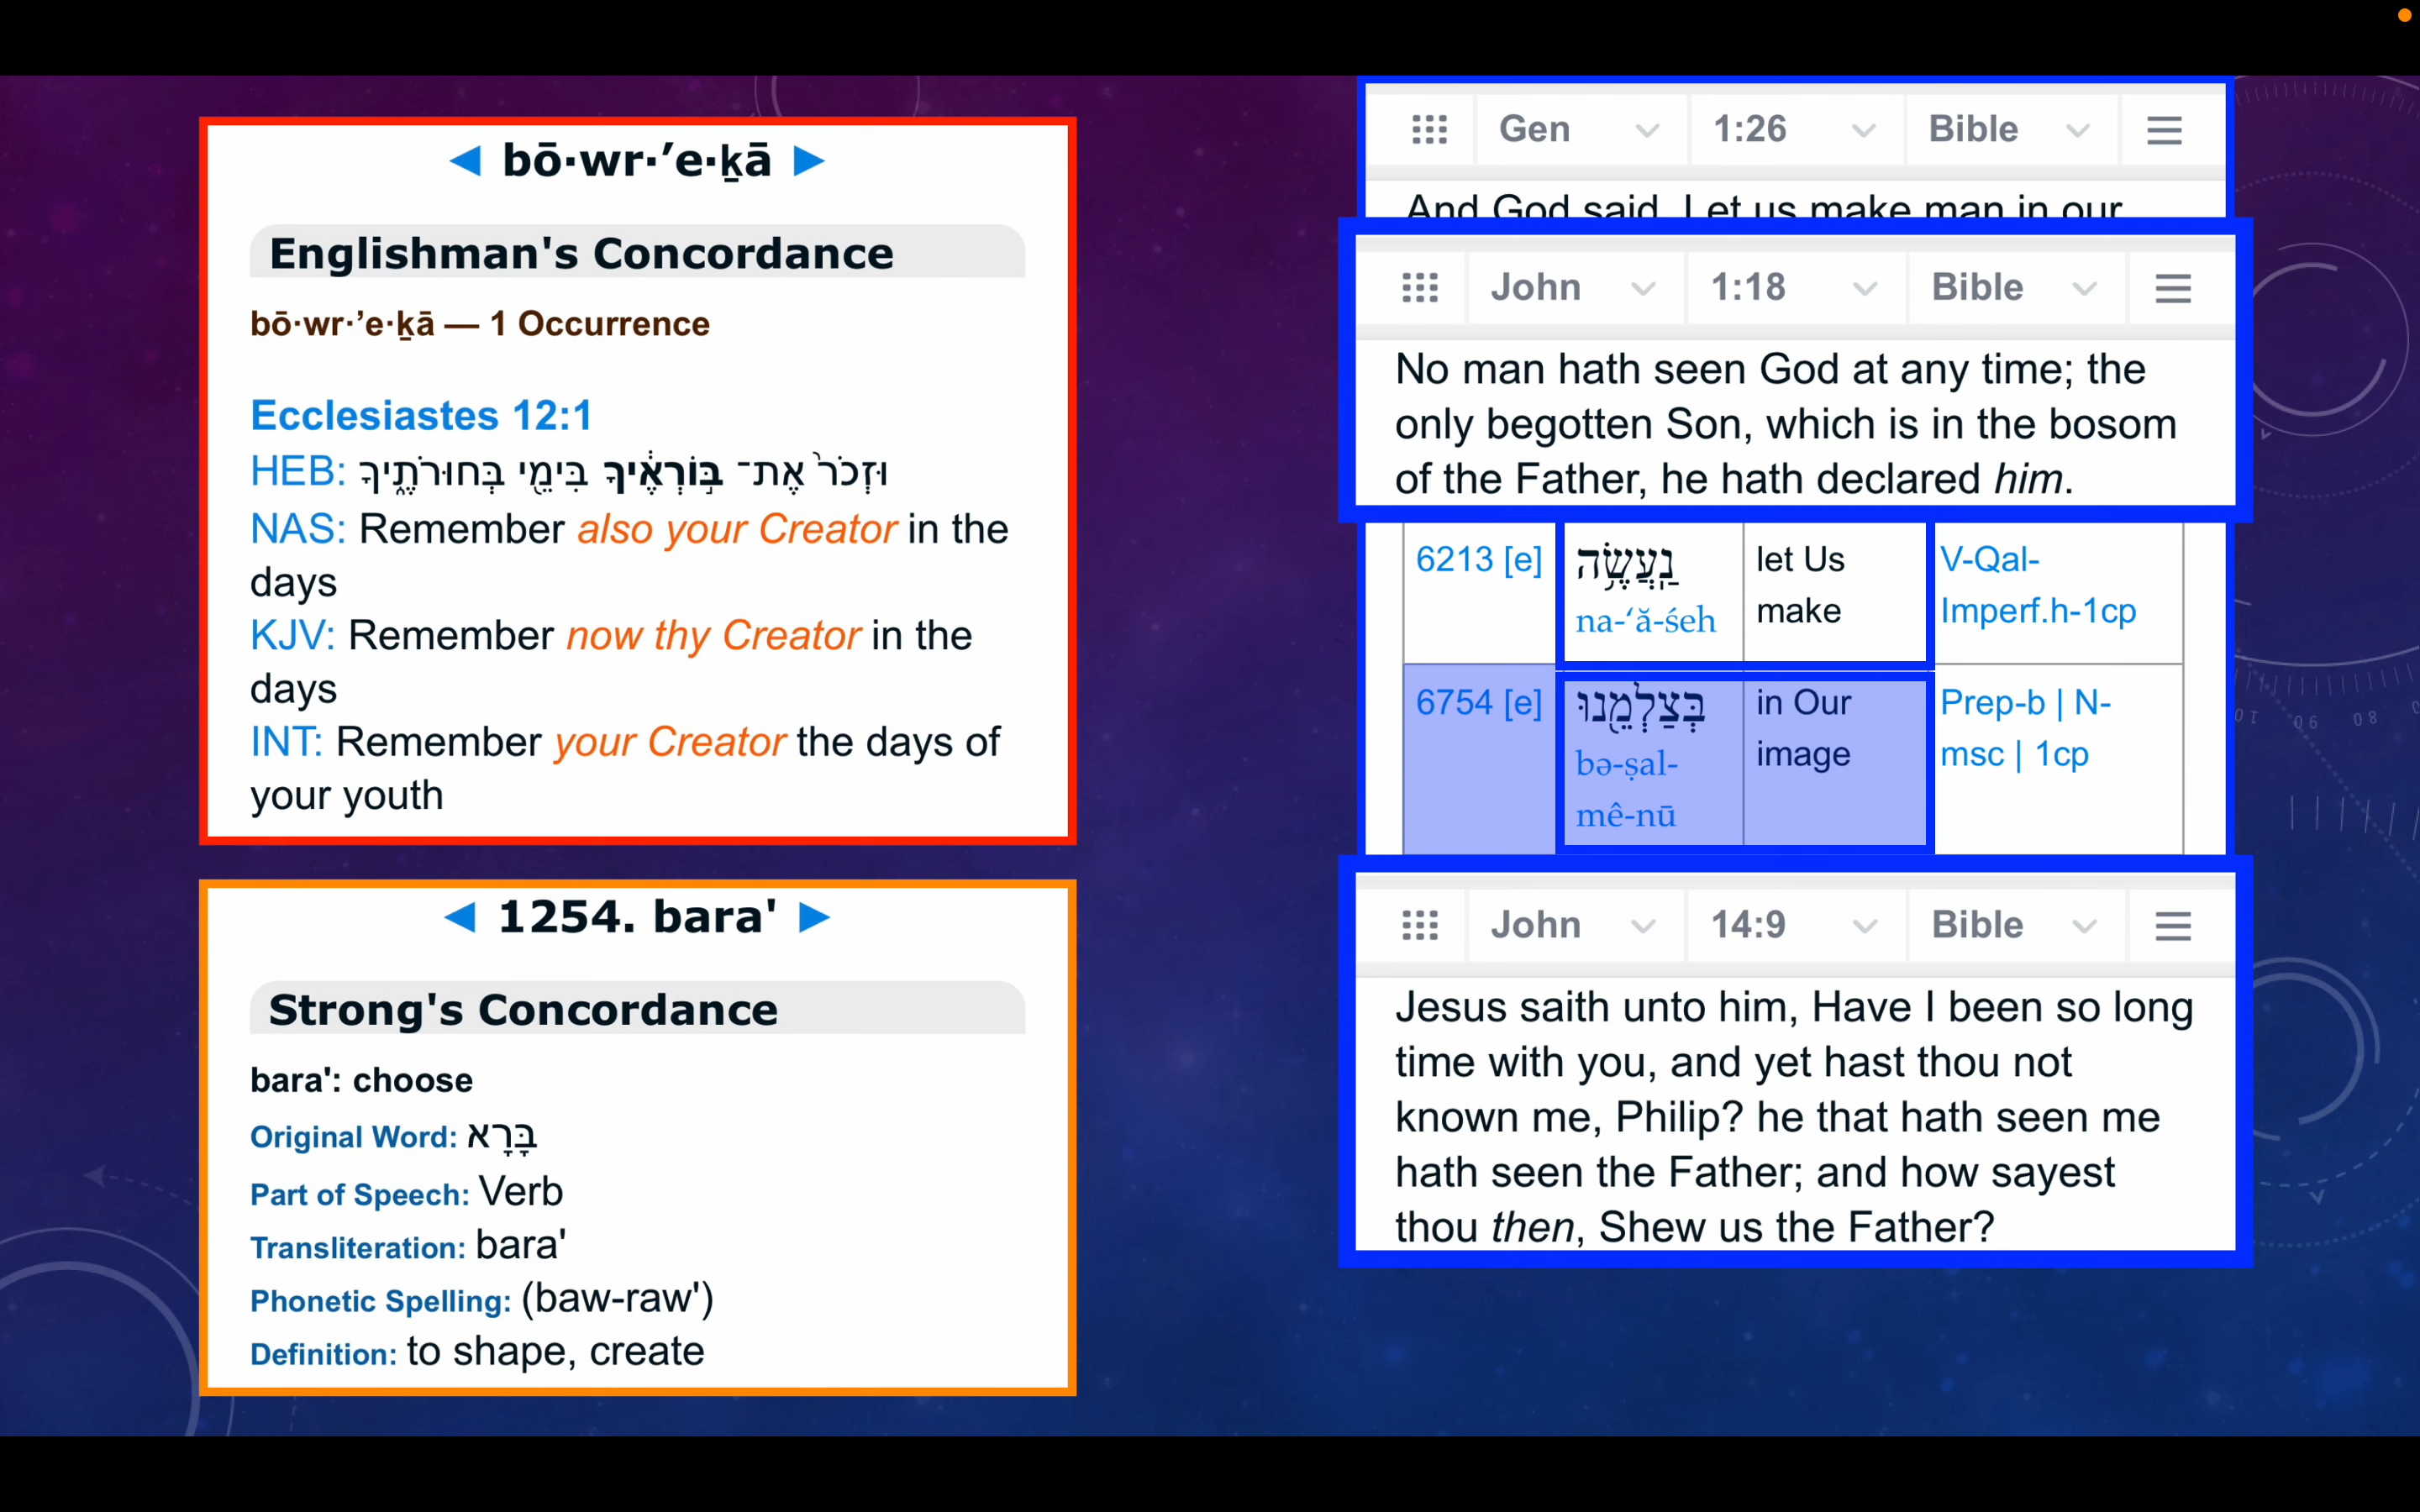 bō·wr·’e·ḵā
Englishman's Concordance
bō·wr·’e·ḵā — 1 Occurrence
Ecclesiastes 12:1
HEB: וּזְכֹר֙ אֶת־ בּֽוֹרְאֶ֔יךָ בִּימֵ֖י בְּחוּרֹתֶ֑יךָ
NAS: Remember also your Creator in the
days
KJV: Remember now thy Creator in the
days
INT: Remember your Creator the days of
your youth
1254. bara'
Strong's Concordance
bara': choose
Original Word: בָּרָא
Part of Speech: Verb
Transliteration: bara'
Phonetic Spelling: (baw-raw')
Definition: to shape, create
Gen 1:26 Bible
And God said, Let us make man in our
John 1:18 Bible
No man hath seen God at any time; the
only begotten Son, which is in the bosom
of the Father, he hath declared him.
6213 [e] נַֽעֲשֶׂ֥ה let Us V-Qal-
na-‘ă-śeh make Imperf.h-1cp
6754 [e] בְּצַלְמֵ֖נוּ in Our Prep-b | N-
bə-ṣal- image msc | 1cp
mê-nū
John 14:9 Bible
Jesus saith unto him, Have I been so long
time with you, and yet hast thou not
known me, Philip? he that hath seen me
hath seen the Father; and how sayest
thou then, Shew us the Father?